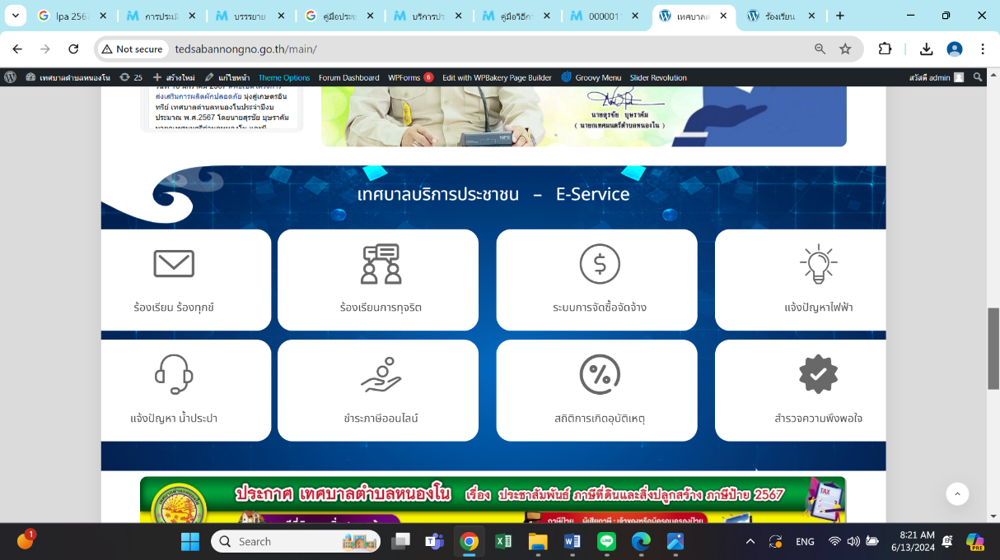 lpa 2567
การประเมิ
บรรยาย
คู่มือประช
บริการปร
คู่มือวิธีก
000001
เทศบาลต
ร้องเรียน
Not secure
tedsabannongno.go.th/main/
เทศบาลตำบลหนองโน
25
สร้างใหม่
แก้ไขหน้า
Theme Options
Forum Dashboard
WPForms
6
Edit with WPBakery Page Builder
Groovy Menu
Slider Revolution
สวัสดี admin
ส่งเสริมการผลิตผักปลอดภัย มุ่งสู่เกษตรอิน
ทรีย์ เทศบาลตำบลหนองโนประจำปีงบ
ประมาณ พ.ศ.2567 โดยนายสุรชัย บุษราคัม
นายสุรชัย บุษราคัม
( นายกเทศมนตรีตำบลหนองโน )
เทศบาลบริการประชาชน – E-Service
ร้องเรียน ร้องทุกข์
ร้องเรียนการทุจริต
ระบบการจัดซื้อจัดจ้าง
แจ้งปัญหาไฟฟ้า
แจ้งปัญหา น้ำประปา
ชำระภาษีออนไลน์
สถิติการเกิดอุบัติเหตุ
สำรวจความพึงพอใจ
ประกาศ เทศบาลตำบลหนองโน เรื่อง ประชาสัมพันธ์ ภาษีที่ดินและสิ่งปลูกสร้าง ภาษีป้าย 2567
TAX
1
Search
ENG
8:21 AM
6/13/2024
PRE